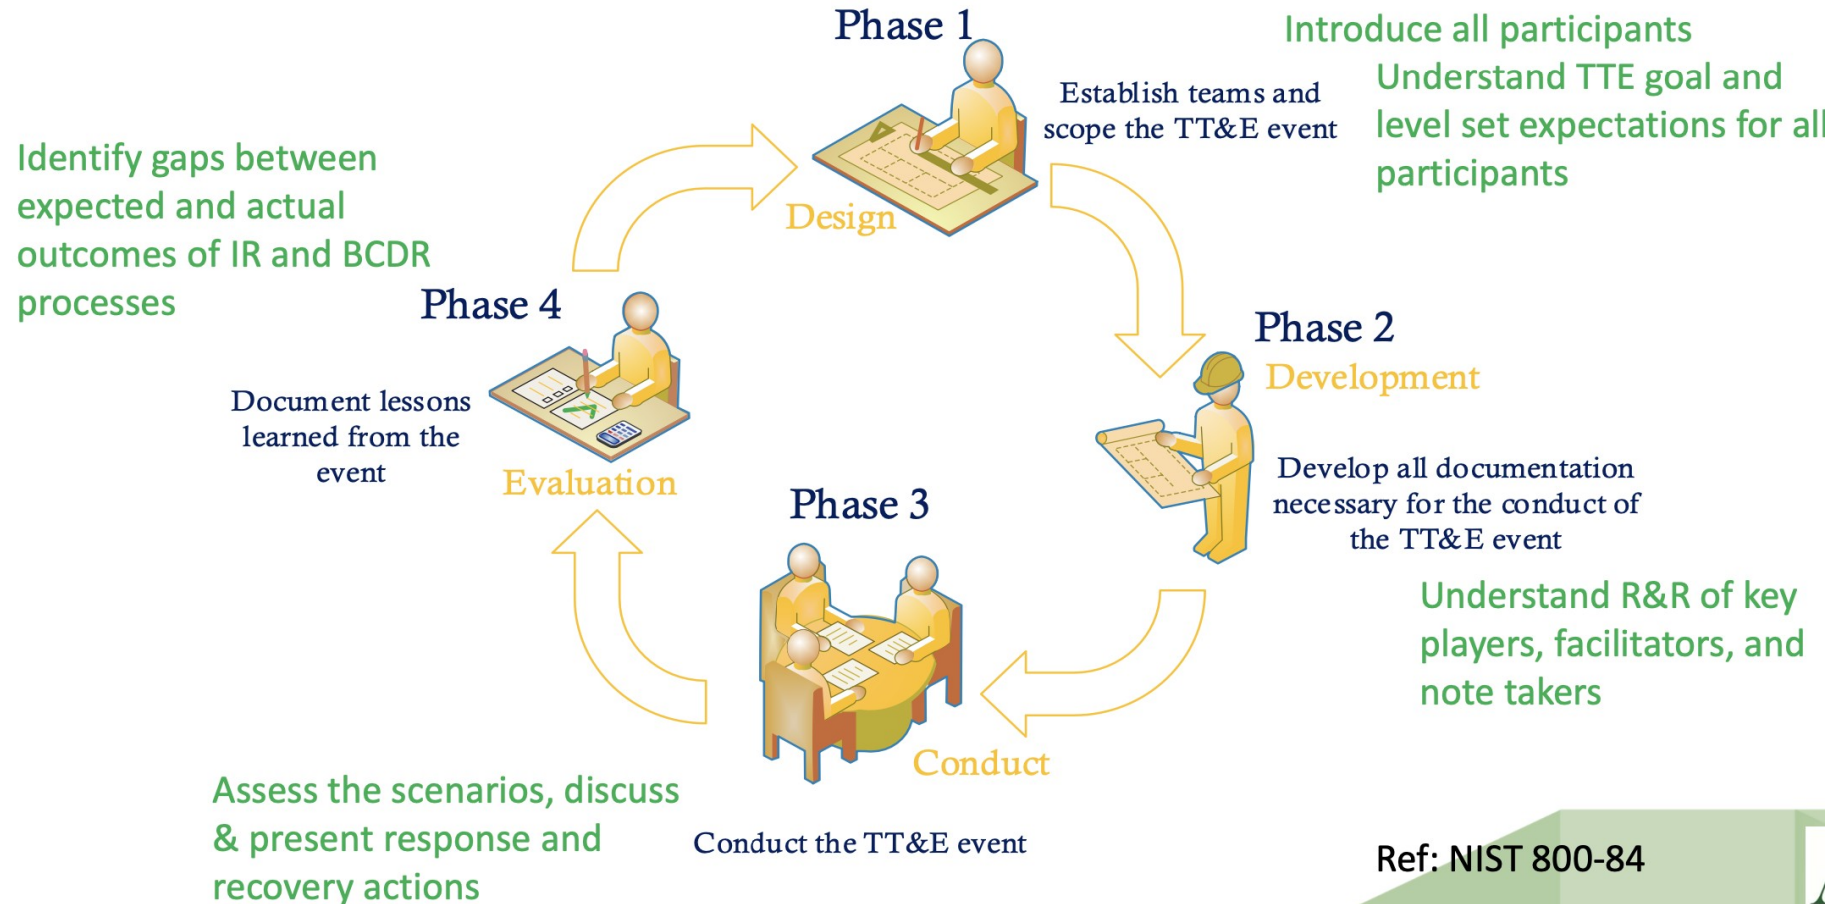 Phase 1
Establish teams and
scope the TT&E event
Design
Introduce all participants
Understand TTE goal and
level set expectations for all
participants
Phase 2
Development
Develop all documentation
necessary for the conduct of
the TT&E event
Understand R&R of key
players, facilitators, and
note takers
Phase 3
Conduct
Conduct the TT&E event
Assess the scenarios, discuss
& present response and
recovery actions
Phase 4
Document lessons
learned from the
event
Evaluation
Identify gaps between
expected and actual
outcomes of IR and BCDR
processes
Ref: NIST 800-84